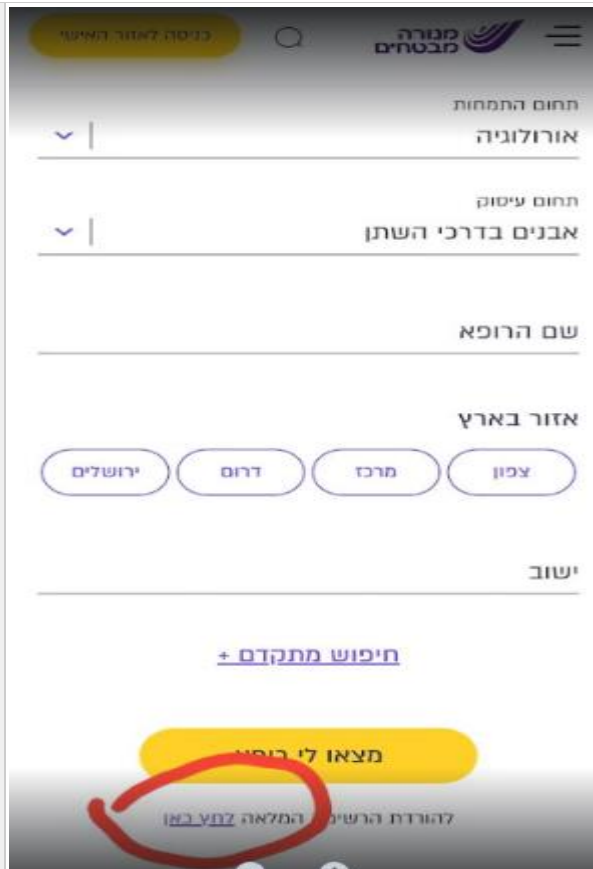 מנורה
מבטחים
כניסה לאזור האישי
תחום התמחות
אורולוגיה
תחום עיסוק
אבנים בדרכי השתן
שם הרופא
אזור בארץ
צפון מרכז דרום ירושלים
ישוב
חיפוש מתקדם +
מצאו לי רופא
להורדת הרשימה המלאה לחץ כאן